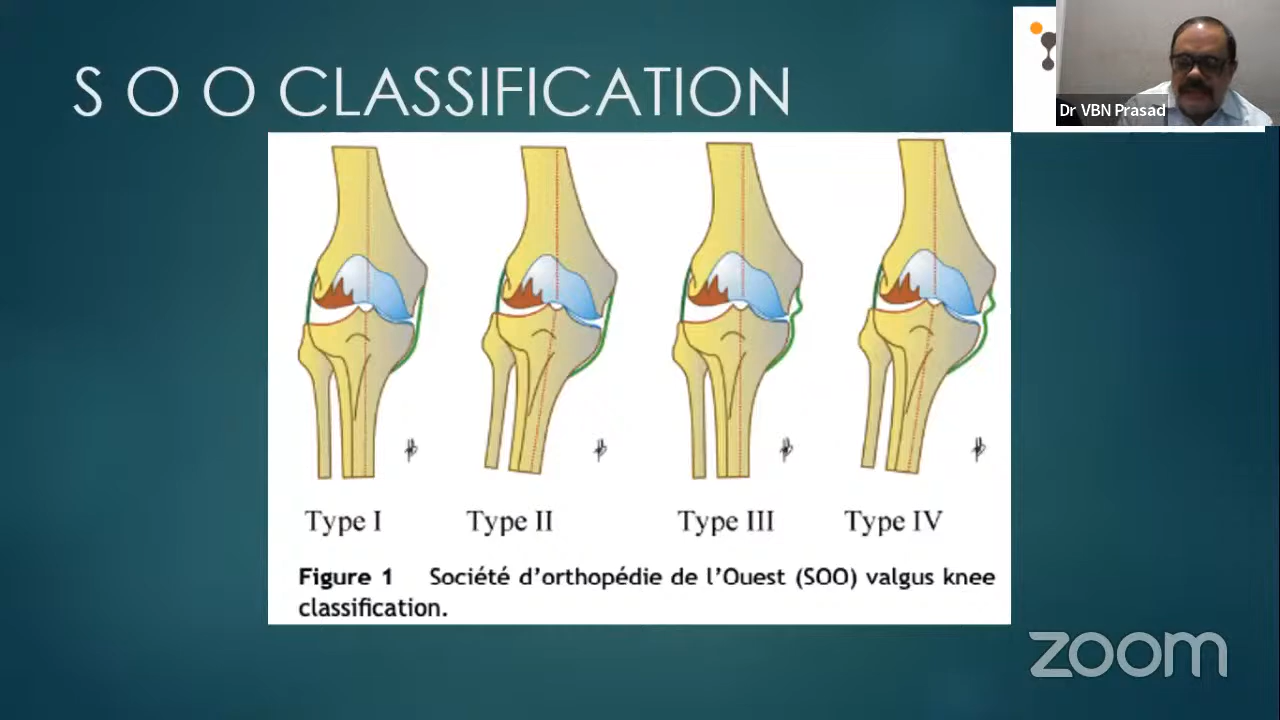 S O O CLASSIFICATION
Dr VBN Prasad
Type I
Type II
Type III
Type IV
Figure 1 Société d'orthopédie de l'Ouest (SOO) valgus knee
classification.
zoom